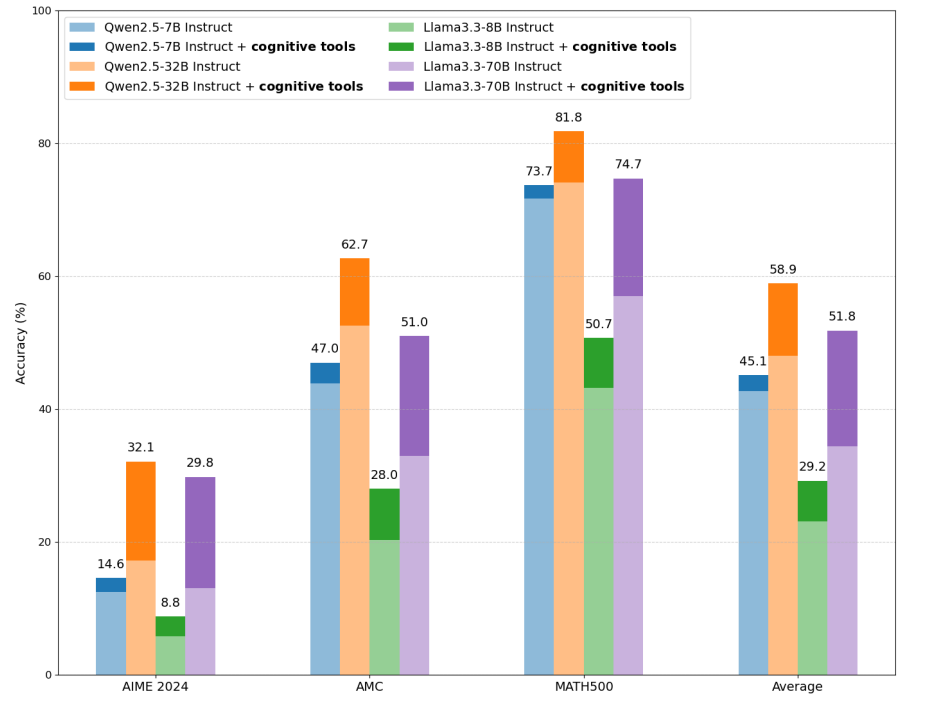 100
80
60
40
20
0
Accuracy (%)
Qwen2.5-7B Instruct
Qwen2.5-7B Instruct + cognitive tools
Qwen2.5-32B Instruct
Qwen2.5-32B Instruct + cognitive tools
Llama3.3-8B Instruct
Llama3.3-8B Instruct + cognitive tools
Llama3.3-70B Instruct
Llama3.3-70B Instruct + cognitive tools
14.6
32.1
8.8
29.8
47.0
62.7
28.0
51.0
73.7
81.8
50.7
74.7
45.1
58.9
29.2
51.8
AIME 2024
AMC
MATH500
Average